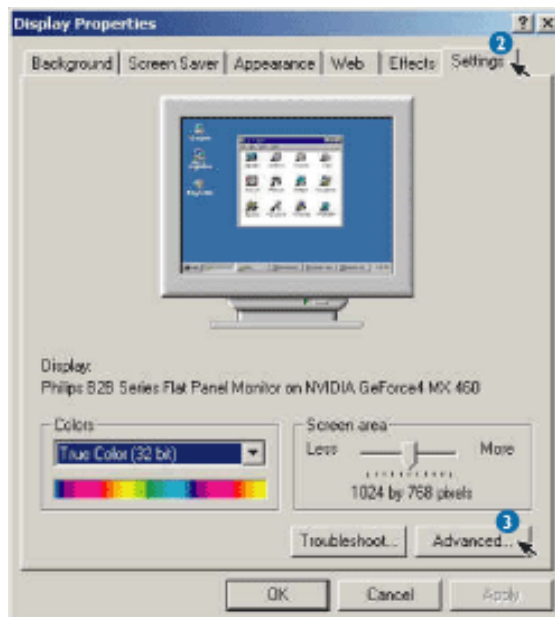 Display Properties
2
Background Screen Saver Appearance Web Effects Settings
Display:
Philips B2B Series Flat Panel Monitor on NVIDIA GeForce4 MX 460
Colors
True Color (32 bit)
Screen area
Less More
1024 by 768 pixels
3
Troubleshoot... Advanced...
OK Cancel Apply